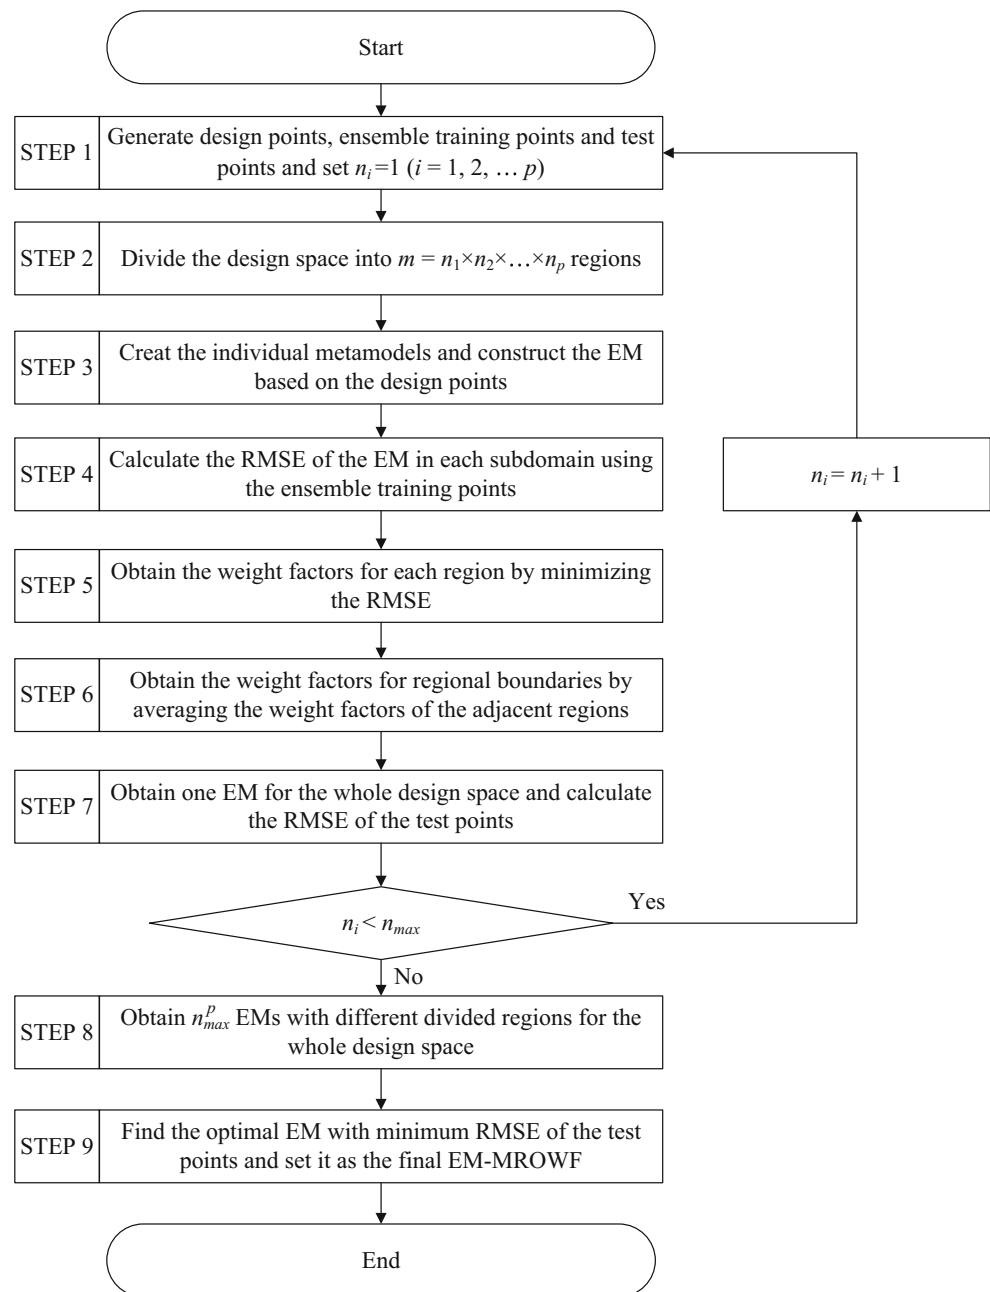 Start
STEP 1
Generate design points, ensemble training points and test
points and set nᵢ=1 (i = 1, 2, … p)
STEP 2
Divide the design space into m = n₁×n₂×…×nₚ regions
STEP 3
Creat the individual metamodels and construct the EM
based on the design points
STEP 4
Calculate the RMSE of the EM in each subdomain using
the ensemble training points
nᵢ = nᵢ + 1
STEP 5
Obtain the weight factors for each region by minimizing
the RMSE
STEP 6
Obtain the weight factors for regional boundaries by
averaging the weight factors of the adjacent regions
STEP 7
Obtain one EM for the whole design space and calculate
the RMSE of the test points
nᵢ < n_max
Yes
No
STEP 8
Obtain n_max^p EMs with different divided regions for the
whole design space
STEP 9
Find the optimal EM with minimum RMSE of the test
points and set it as the final EM-MROWF
End